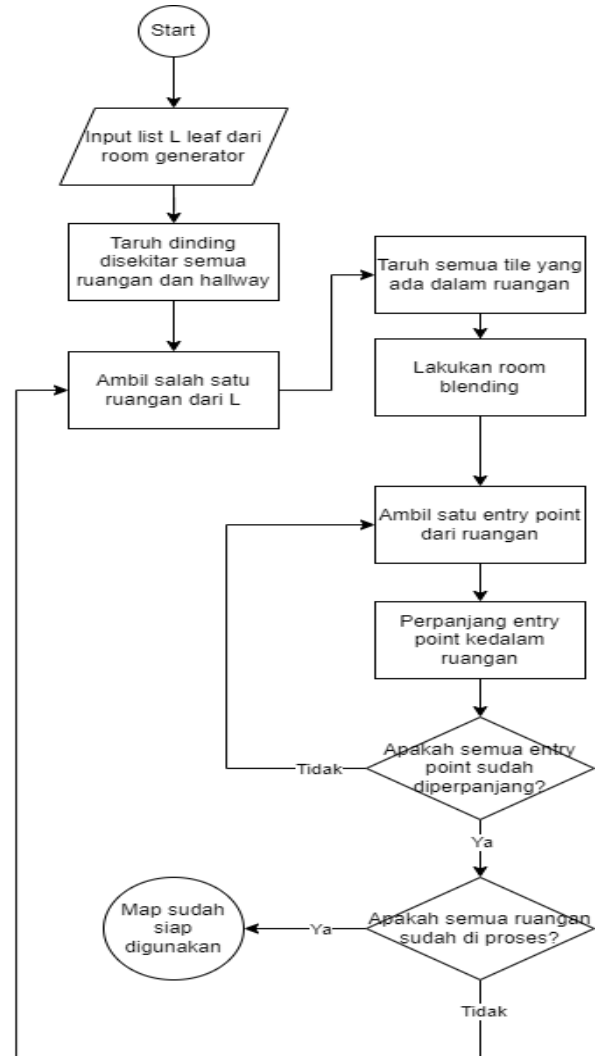 Start
Input list L leaf dari
room generator
Taruh dinding
disekitar semua
ruangan dan hallway
Ambil salah satu
ruangan dari L
Taruh semua tile yang
ada dalam ruangan
Lakukan room
blending
Ambil satu entry point
dari ruangan
Perpanjang entry
point kedalam
ruangan
Apakah semua entry
point sudah
diperpanjang?
Tidak
Ya
Apakah semua ruangan
sudah di proses?
Ya
Map sudah
siap
digunakan
Tidak